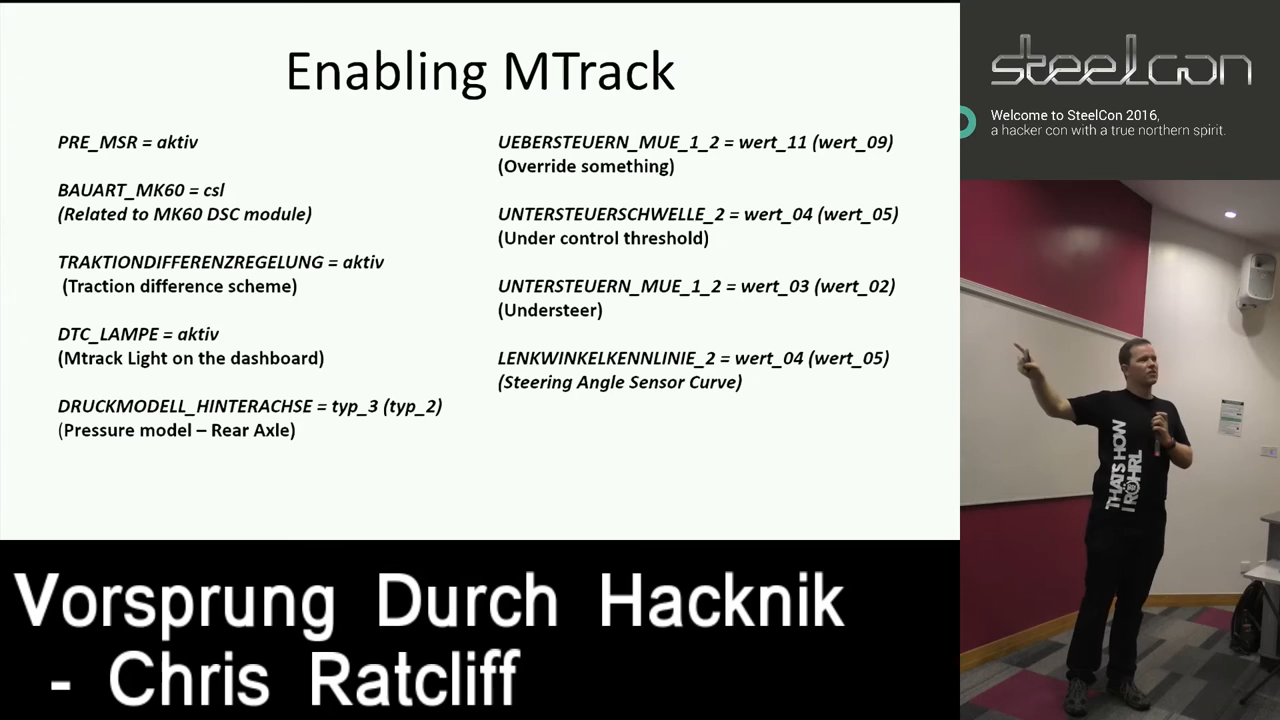 Enabling MTrack
PRE_MSR = aktiv
BAUART_MK60 = csl
(Related to MK60 DSC module)
TRAKTIONDIFFERENZREGELUNG = aktiv
(Traction difference scheme)
DTC_LAMPE = aktiv
(Mtrack Light on the dashboard)
DRUCKMODELL_HINTERACHSE = typ_3 (typ_2)
(Pressure model – Rear Axle)
UEBERSTEUERN_MUE_1_2 = wert_11 (wert_09)
(Override something)
UNTERSTEUERSCHWELLE_2 = wert_04 (wert_05)
(Under control threshold)
UNTERSTEUERN_MUE_1_2 = wert_03 (wert_02)
(Understeer)
LENKWINKELKENNLINIE_2 = wert_04 (wert_05)
(Steering Angle Sensor Curve)
steelcon
Welcome to SteelCon 2016,
a hacker con with a true northern spirit.
THATS HOW
I RÖHRL
Vorsprung Durch Hacknik
- Chris Ratcliff